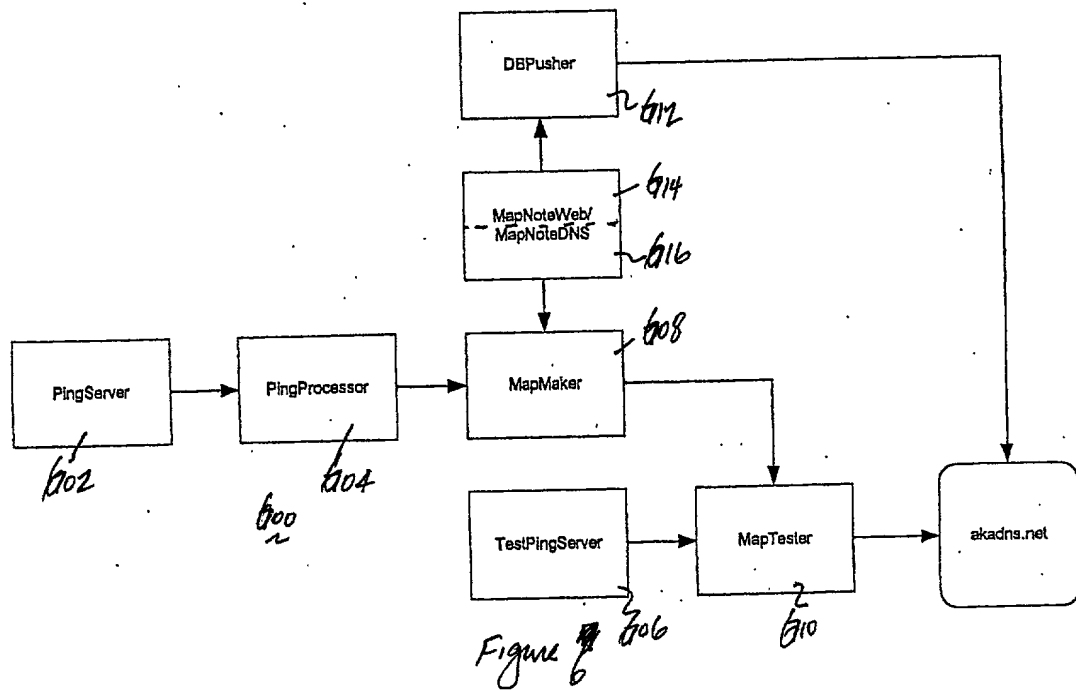 DBPusher
612
614
MapNoteWeb/
MapNoteDNS
616
608
PingServer
PingProcessor
MapMaker
602
604
600
TestPingServer
MapTester
akadns.net
606
610
Figure 6